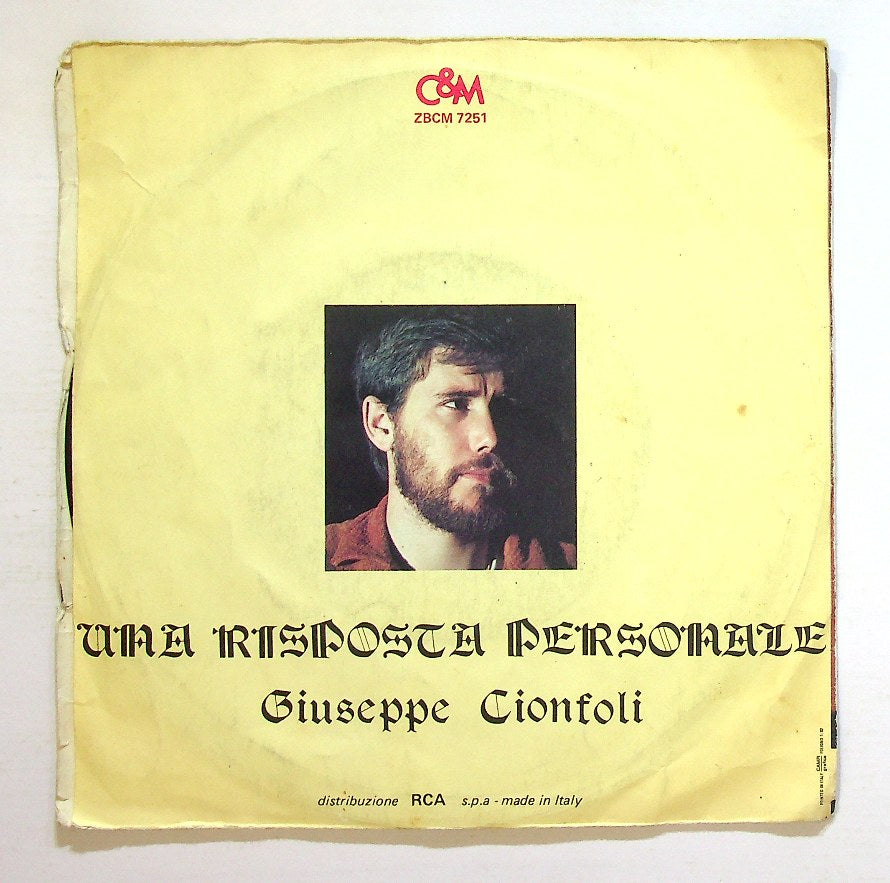 C&M
ZBCM 7251
UNA RISPOSTA PERSONALE
Giuseppe Cionfoli
distribuzione RCA s.p.a - made in Italy